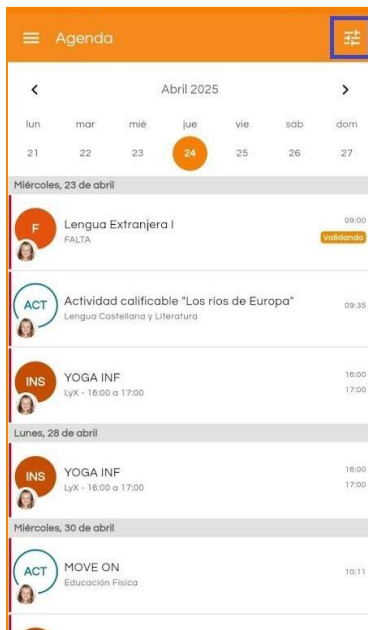 Agenda
Abril 2025
lun mar mié jue vie sáb dom
21 22 23 24 25 26 27
Miércoles, 23 de abril
F
Lengua Extranjera I
09:00
FALTA
Validando
ACT
Actividad calificable "Los ríos de Europa"
Lengua Castellana y Literatura
09:35
INS
YOGA INF
16:00
LyX - 16:00 a 17:00
17:00
Lunes, 28 de abril
INS
YOGA INF
16:00
LyX - 16:00 a 17:00
17:00
Miércoles, 30 de abril
ACT
MOVE ON
Educación Física
10:11